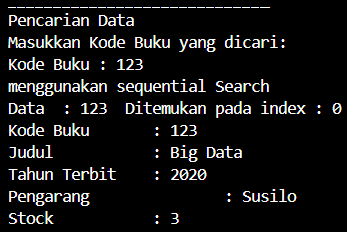 ____________________________
Pencarian Data
Masukkan Kode Buku yang dicari:
Kode Buku : 123
menggunakan sequential Search
Data  : 123  Ditemukan pada index : 0
Kode Buku       : 123
Judul           : Big Data
Tahun Terbit    : 2020
Pengarang               : Susilo
Stock           : 3